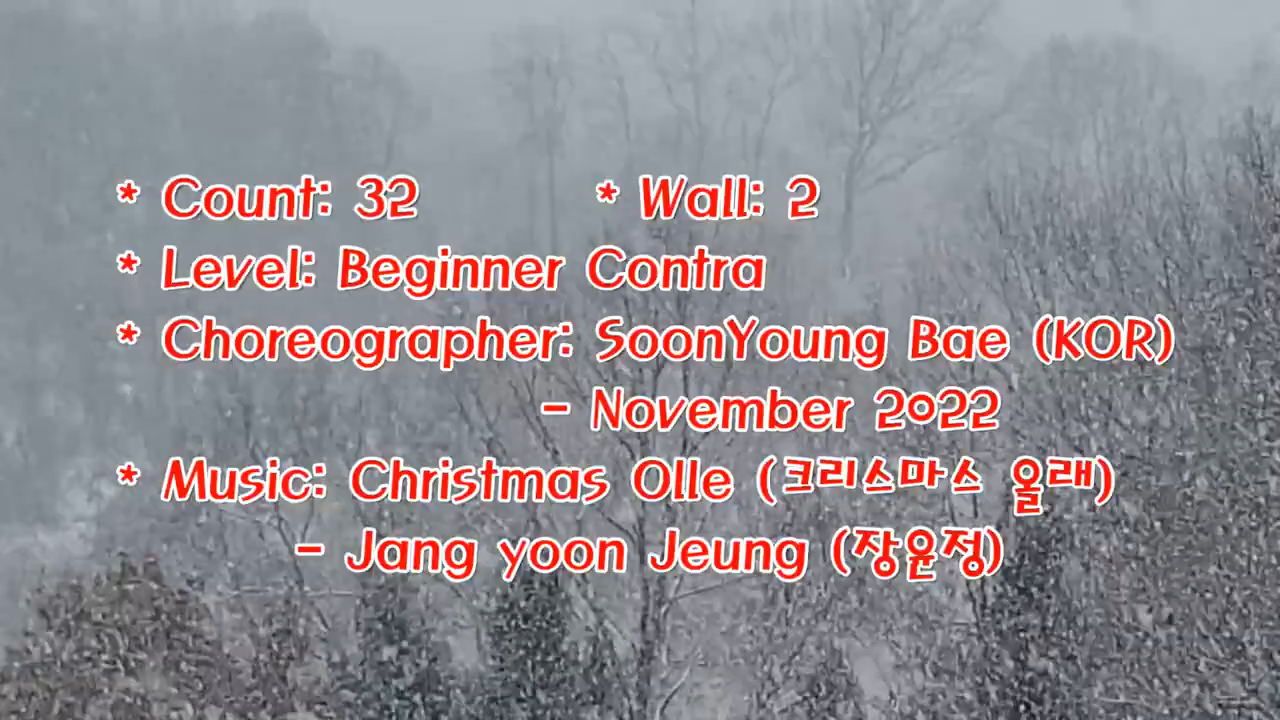 * Count: 32 * Wall: 2
* Level: Beginner Contra
* Choreographer: SoonYoung Bae (KOR)
- November 2022
* Music: Christmas Olle (크리스마스 올래)
- Jang yoon Jeung (장윤정)